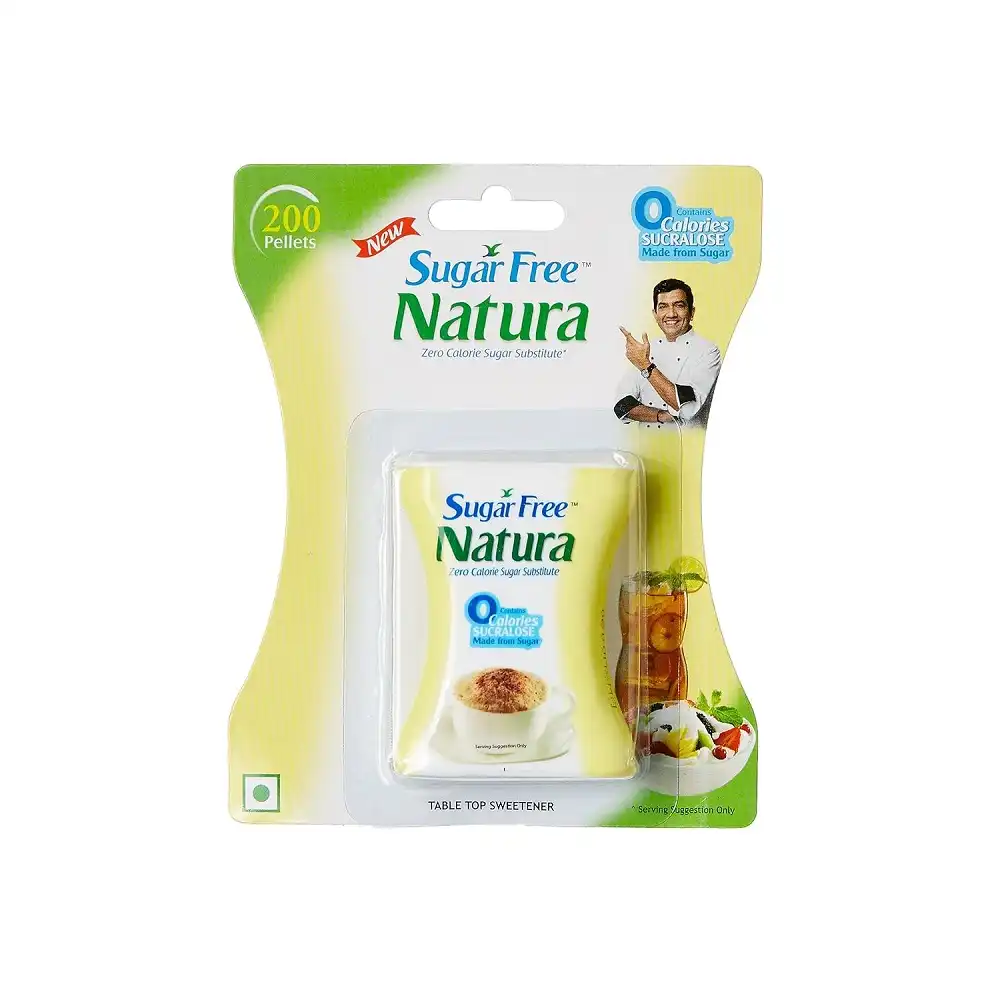 200
Pellets
New
Sugar Free™
Natura
Zero Calorie Sugar Substitute*
0
Contains
Calories
SUCRALOSE
Made from Sugar
Sugar Free™
Natura
Zero Calorie Sugar Substitute
0
Contains
Calories
SUCRALOSE
Made from Sugar
Serving Suggestion Only
TABLE TOP SWEETENER
^ Serving Suggestion Only